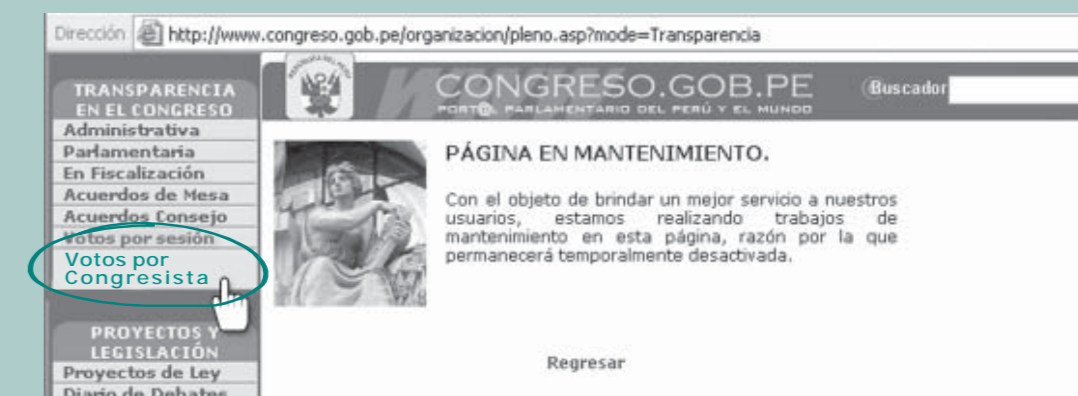 Dirección http://www.congreso.gob.pe/organizacion/pleno.asp?mode=Transparencia
TRANSPARENCIA
EN EL CONGRESO
Administrativa
Parlamentaria
En Fiscalización
Acuerdos de Mesa
Acuerdos Consejo
Votos por sesión
Votos por
Congresista
PROYECTOS Y
LEGISLACIÓN
Proyectos de Ley
Diario de Debates
CONGRESO.GOB.PE
PORTAL PARLAMENTARIO DEL PERÚ Y EL MUNDO
Buscador
PÁGINA EN MANTENIMIENTO.
Con el objeto de brindar un mejor servicio a nuestros
usuarios, estamos realizando trabajos de
mantenimiento en esta página, razón por la que
permanecerá temporalmente desactivada.
Regresar